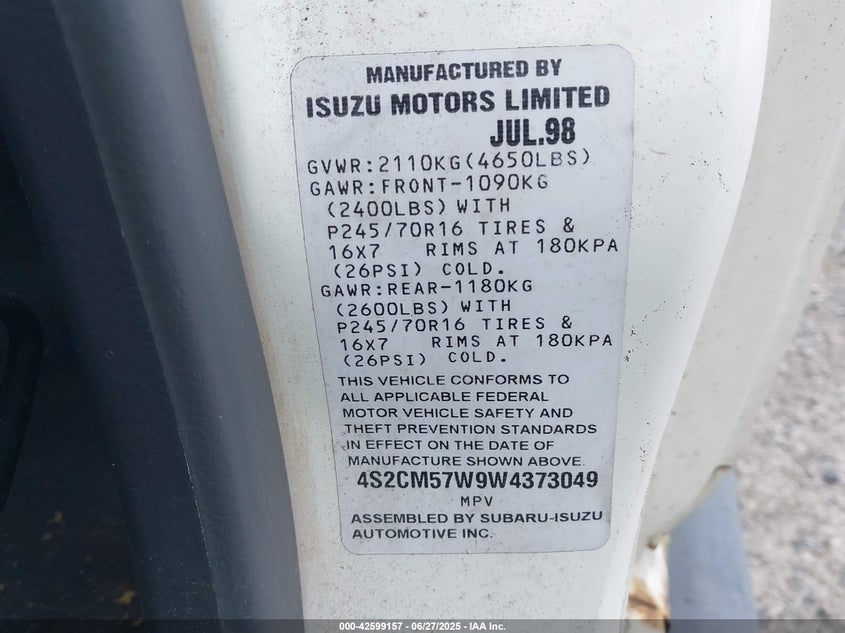 MANUFACTURED BY
ISUZU MOTORS LIMITED
JUL.98
GVWR:2110KG(4650LBS)
GAWR:FRONT-1090KG
(2400LBS) WITH
P245/70R16 TIRES &
16X7 RIMS AT 180KPA
(26PSI) COLD.
GAWR:REAR-1180KG
(2600LBS) WITH
P245/70R16 TIRES &
16X7 RIMS AT 180KPA
(26PSI) COLD.
THIS VEHICLE CONFORMS TO
ALL APPLICABLE FEDERAL
MOTOR VEHICLE SAFETY AND
THEFT PREVENTION STANDARDS
IN EFFECT ON THE DATE OF
MANUFACTURE SHOWN ABOVE.
4S2CM57W9W4373049
MPV
ASSEMBLED BY SUBARU-ISUZU
AUTOMOTIVE INC.
000-42599157 - 06/27/2025 - IAA Inc.